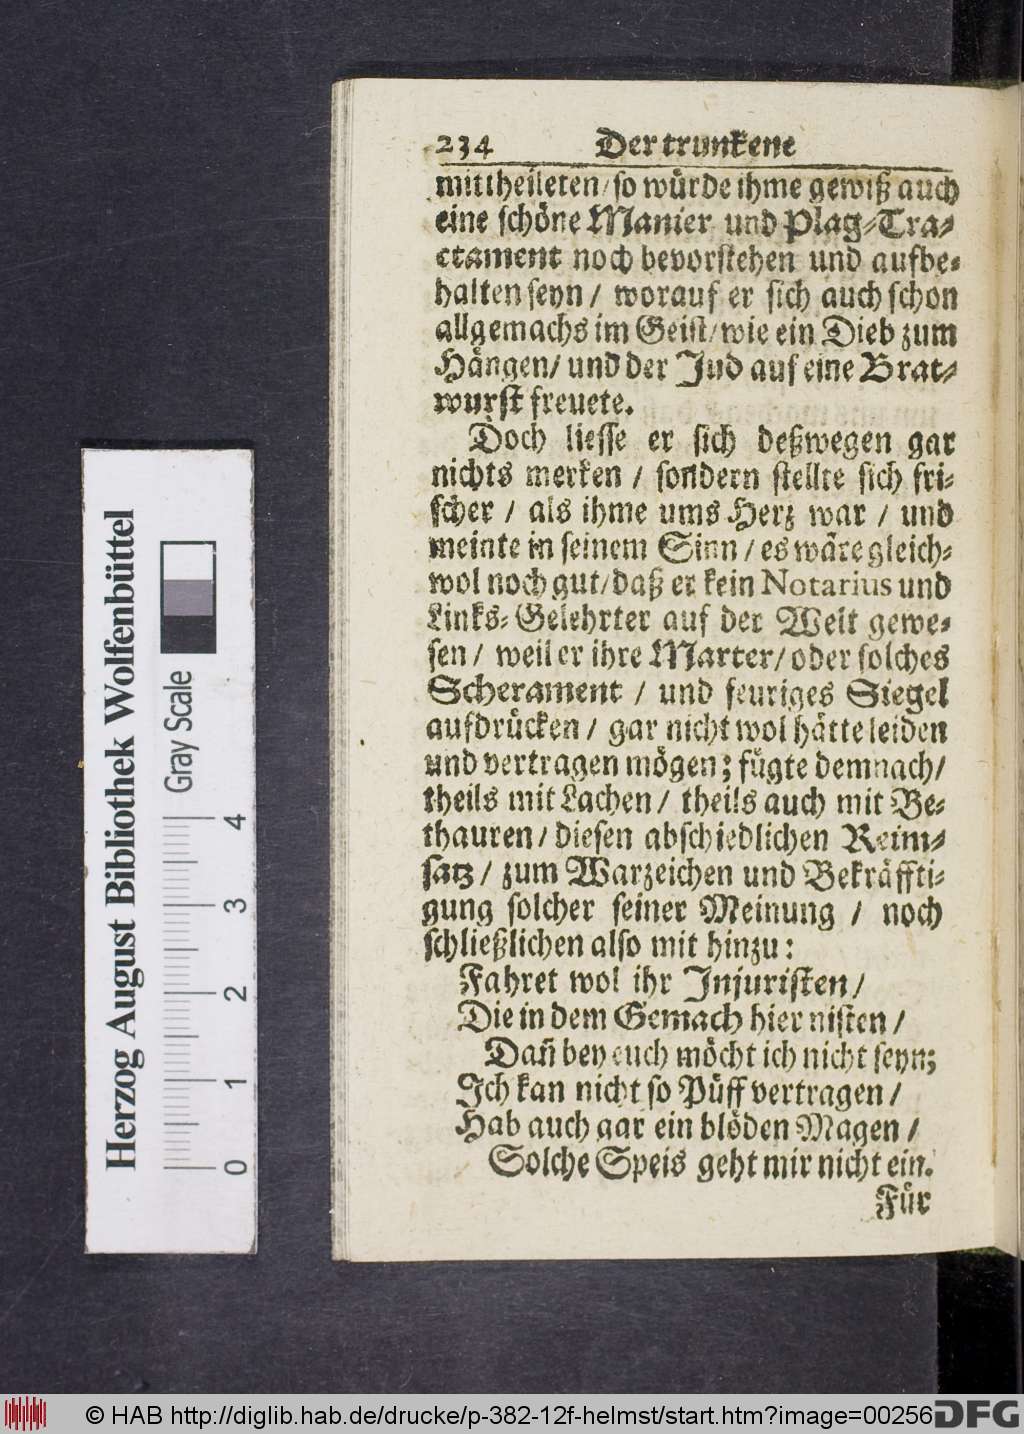 234 Der trunkene
mittheileten/ so würde ihme gewiß auch
eine schöne Manier und Plag-Tra-
ctament noch bevorstehen und aufbe-
halten seyn / worauf er sich auch schon
allgemachs im Geist/ wie ein Dieb zum
Hängen/ und der Jud auf eine Brat-
wurst freuete.
Doch liesse er sich deßwegen gar
nichts merken / sondern stellte sich fri-
scher / als ihme ums Herz war / und
meinte in seinem Sinn / es wäre gleich-
wol noch gut/ daß er kein Notarius und
Links-Gelehrter auf der Welt gewe-
sen / weil er ihre Marter/ oder solches
Scherament / und feuriges Siegel
aufdrücken / gar nicht wol hätte leiden
und vertragen mögen; fügte demnach/
theils mit Lachen / theils auch mit Be-
thauren / diesen abschiedlichen Reim-
satz / zum Warzeichen und Bekräffti-
gung solcher seiner Meinung / noch
schließlichen also mit hinzu:
Fahret wol ihr Injuristen /
Die in dem Gemach hier nisten /
Dañ bey euch möcht ich nicht seyn;
Ich kan nicht so Püff vertragen /
Hab auch gar ein blöden Magen /
Solche Speis geht mir nicht ein.
Für
Herzog August Bibliothek Wolfenbüttel
Gray Scale
0 1 2 3 4
© HAB http://diglib.hab.de/drucke/p-382-12f-helmst/start.htm?image=00256
DFG